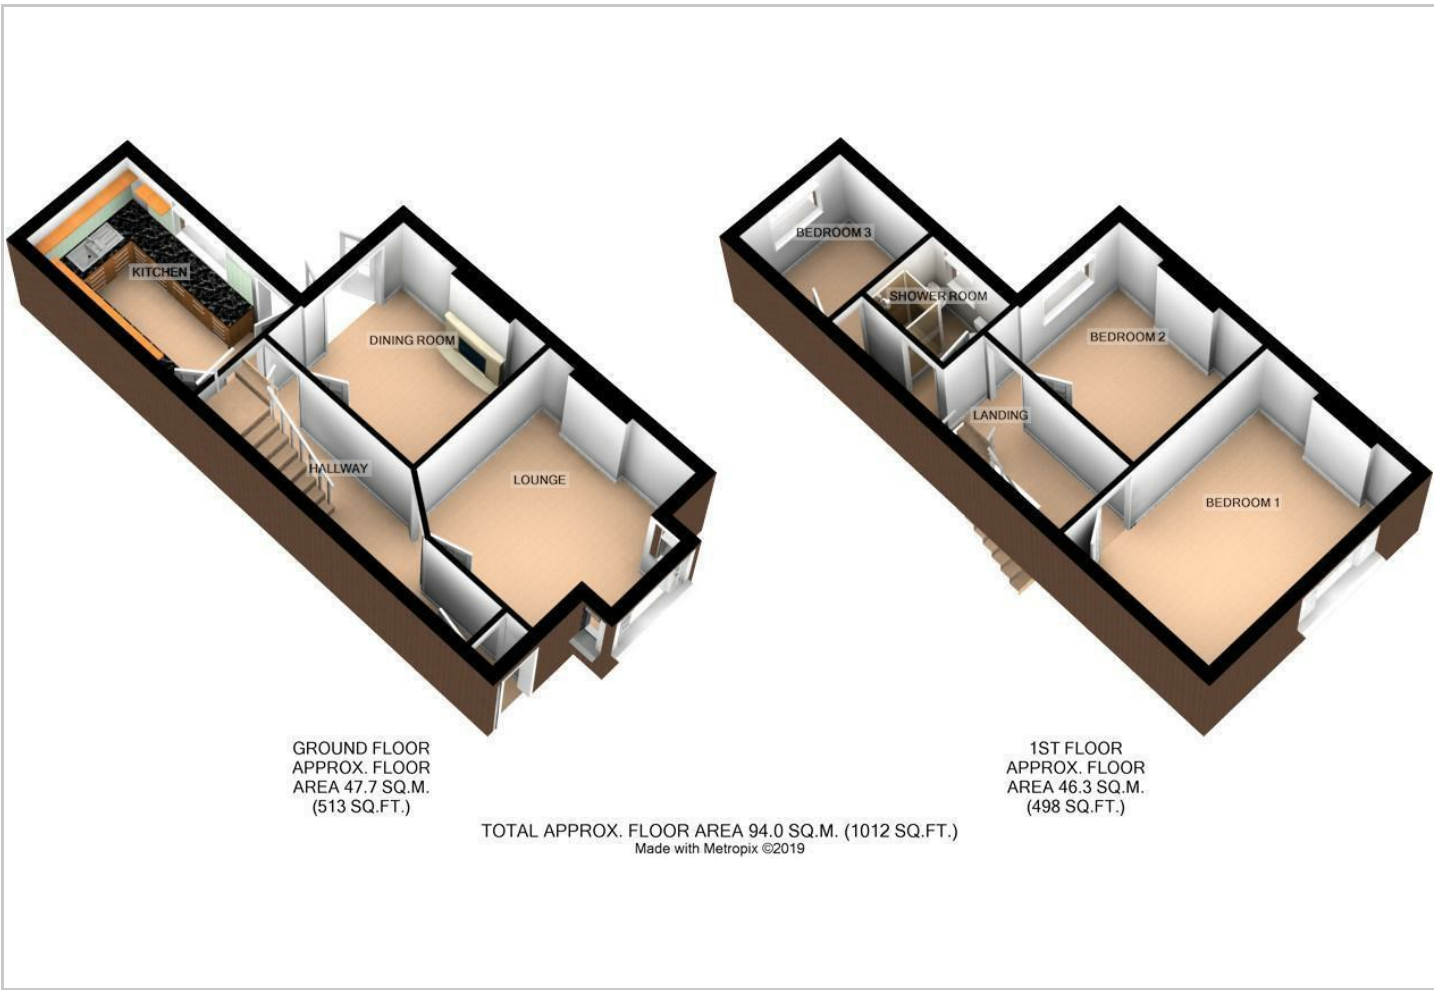 KITCHEN
DINING ROOM
HALLWAY
LOUNGE
GROUND FLOOR
APPROX. FLOOR
AREA 47.7 SQ.M.
(513 SQ.FT.)
BEDROOM 3
SHOWER ROOM
BEDROOM 2
LANDING
BEDROOM 1
1ST FLOOR
APPROX. FLOOR
AREA 46.3 SQ.M.
(498 SQ.FT.)
TOTAL APPROX. FLOOR AREA 94.0 SQ.M. (1012 SQ.FT.)
Made with Metropix ©2019